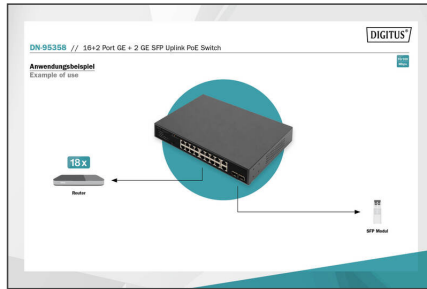 DIGITUS®
DN-95358 // 16+2 Port GE + 2 GE SFP Uplink PoE Switch
Anwendungsbeispiel
Example of use
18x
Router
SFP Modul